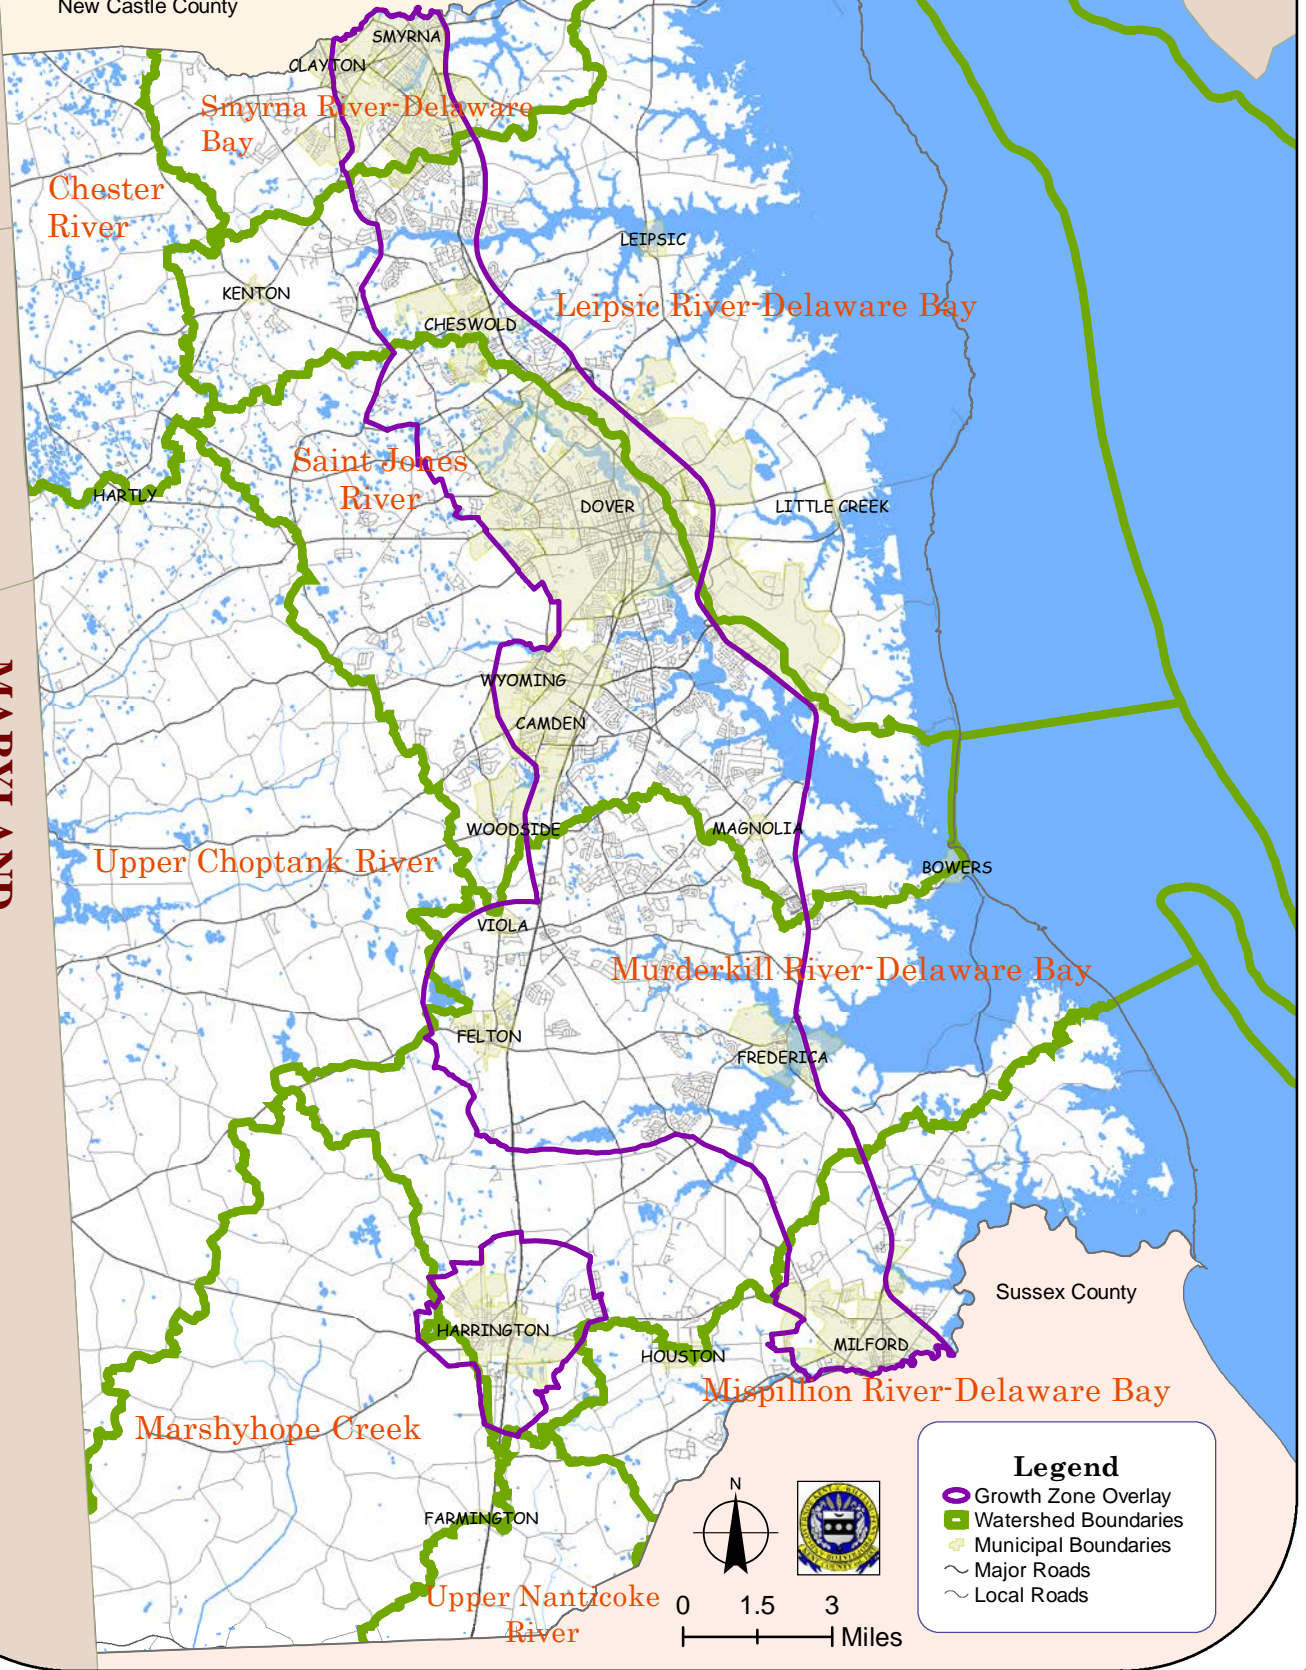 New Castle County
SMYRNA
CLAYTON
Smyrna River-Delaware
Bay
Chester
River
LEIPSIC
KENTON
Leipsic River-Delaware Bay
CHESWOLD
Saint Jones
River
HARTLY
DOVER
LITTLE CREEK
MARYLAND
WYOMING
CAMDEN
WOODSIDE
MAGNOLIA
Upper Choptank River
BOWERS
VIOLA
Murderkill River-Delaware Bay
FELTON
FREDERICA
Sussex County
HARRINGTON
MILFORD
HOUSTON
Mispillion River-Delaware Bay
Marshyhope Creek
FARMINGTON
Upper Nanticoke
River
N
0 1.5 3
Miles
Legend
Growth Zone Overlay
Watershed Boundaries
Municipal Boundaries
Major Roads
Local Roads